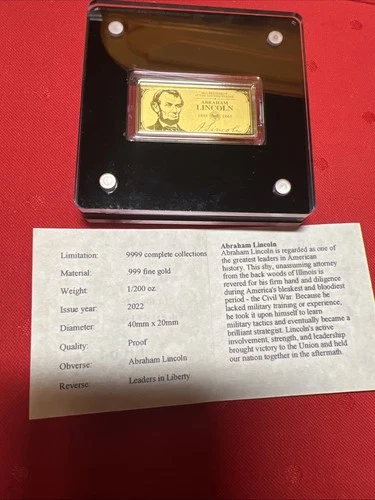 ABRAHAM
LINCOLN
Limitation: 9999 complete collections
Material: .999 fine gold
Weight: 1/200 oz.
Issue year: 2022
Diameter: 40mm x 20mm
Quality: Proof
Obverse: Abraham Lincoln
Reverse: Leaders in Liberty
Abraham Lincoln
Abraham Lincoln is regarded as one of
the greatest leaders in American
history. This shy, unassuming attorney
from the back woods of Illinois is
revered for his firm hand and diligence
during America's bleakest and bloodiest
period - the Civil War. Because he
lacked military training or experience,
he took it upon himself to learn
military tactics and eventually became a
brilliant strategist. Lincoln's active
involvement, strength, and leadership
brought victory to the Union and held
our nation together in the aftermath.